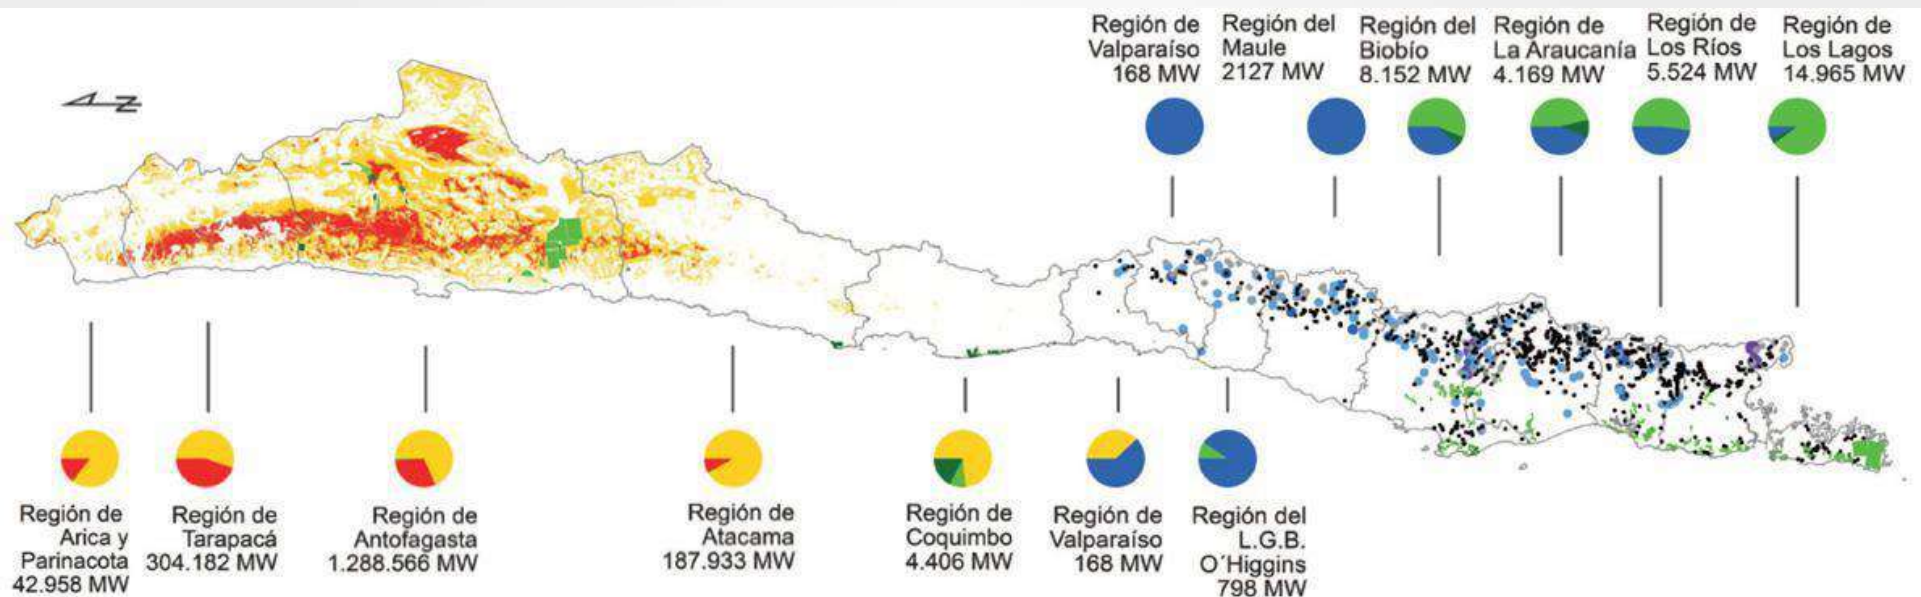 Región de
Valparaíso
168 MW
Región del
Maule
2127 MW
Región del
Biobío
8.152 MW
Región de
La Araucanía
4.169 MW
Región de
Los Ríos
5.524 MW
Región de
Los Lagos
14.965 MW
N
Región de
Arica y
Parinacota
42.958 MW
Región de
Tarapacá
304.182 MW
Región de
Antofagasta
1.288.566 MW
Región de
Atacama
187.933 MW
Región de
Coquimbo
4.406 MW
Región de
Valparaíso
168 MW
Región del
L.G.B.
O´Higgins
798 MW